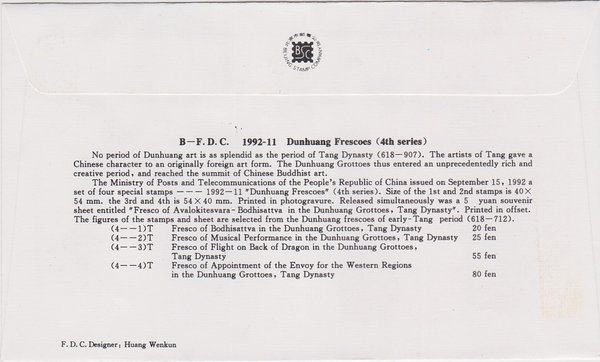 北京市邮票公司
BSC
BEIJING STAMP COMPANY
B－F. D. C. 1992-11 Dunhuang Frescoes (4th series)
No period of Dunhuang art is as splendid as the period of Tang Dynasty (618－907). The artists of Tang gave a
Chinese character to an originally foreign art form. The Dunhuang Grottoes thus entered an unprecedentedly rich and
creative period, and reached the summit of Chinese Buddhist art.
The Ministry of Posts and Telecommunications of the People's Republic of China issued on September 15, 1992 a
set of four special stamps －－－ 1992-11 "Dunhuang Frescoes" (4th series). Size of the 1st and 2nd stamps is 40×
54 mm. the 3rd and 4th is 54×40 mm. Printed in photogravure. Released simultaneously was a 5 yuan souvenir
sheet entitled "Fresco of Avalokitesvara-Bodhisattva in the Dunhuang Grottoes, Tang Dynasty". Printed in offset.
The figures of the stamps and sheet are selected from the Dunhuang frescoes of early-Tang period (618-712).
(4－－1)T Fresco of Bodhisattva in the Dunhuang Grottoes, Tang Dynasty 20 fen
(4－－2)T Fresco of Musical Performance in the Dunhuang Grottoes, Tang Dynasty 25 fen
(4－－3)T Fresco of Flight on Back of Dragon in the Dunhuang Grottoes,
Tang Dynasty 55 fen
(4－－4)T Fresco of Appointment of the Envoy for the Western Regions
in the Dunhuang Grottoes, Tang Dynasty 80 fen
F. D. C. Designer: Huang Wenkun